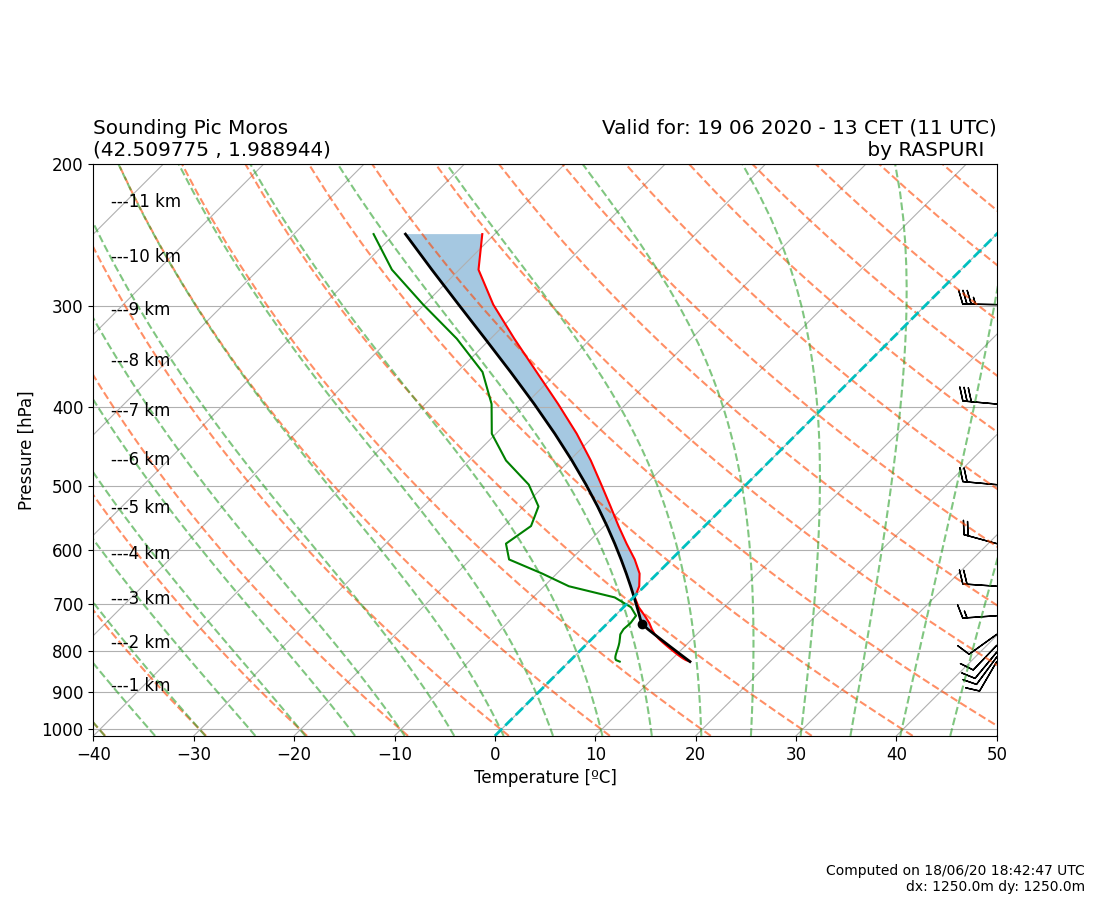 Sounding Pic Moros
(42.509775 , 1.988944)
Valid for: 19 06 2020 - 13 CET (11 UTC)
by RASPURI
200
---11 km
---10 km
300
---9 km
---8 km
400
---7 km
---6 km
500
---5 km
600
---4 km
700
---3 km
800
---2 km
900
---1 km
1000
Pressure [hPa]
−40 −30 −20 −10 0 10 20 30 40 50
Temperature [ºC]
Computed on 18/06/20 18:42:47 UTC
dx: 1250.0m dy: 1250.0m